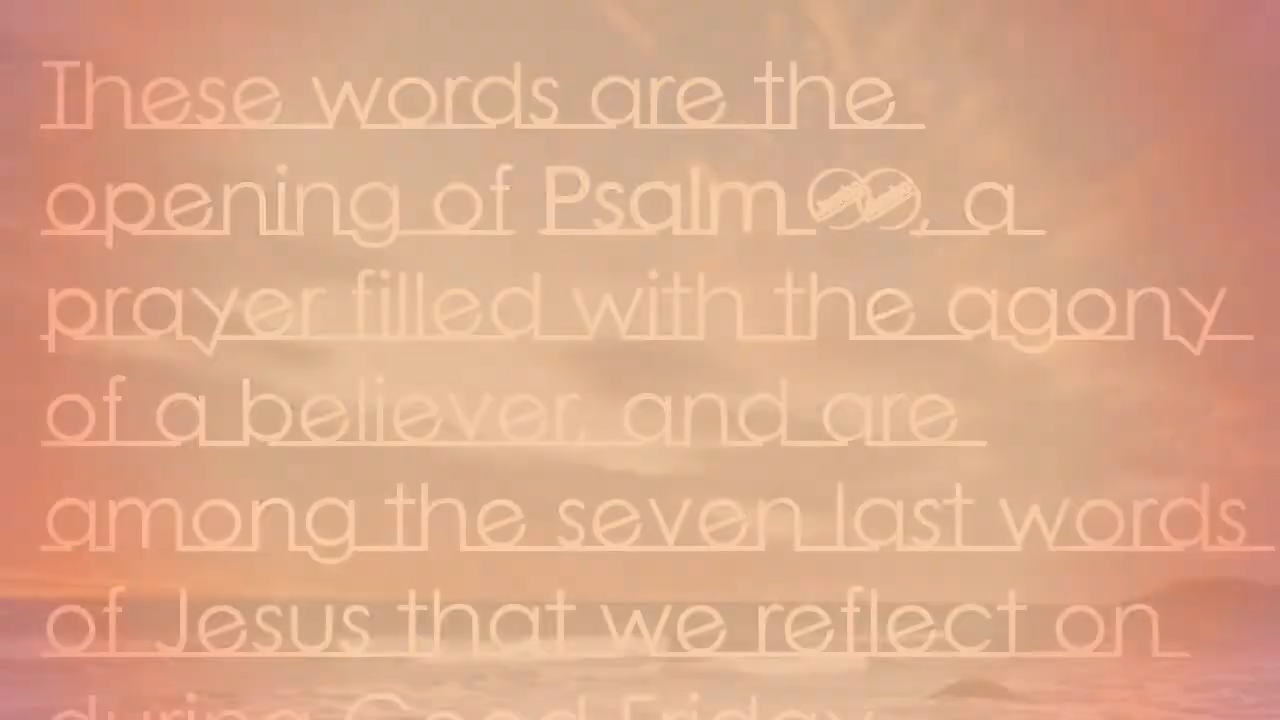 These words are the
opening of Psalm , a
prayer filled with the agony
of a believer, and are
among the seven last words
of Jesus that we reflect on
during Good Friday